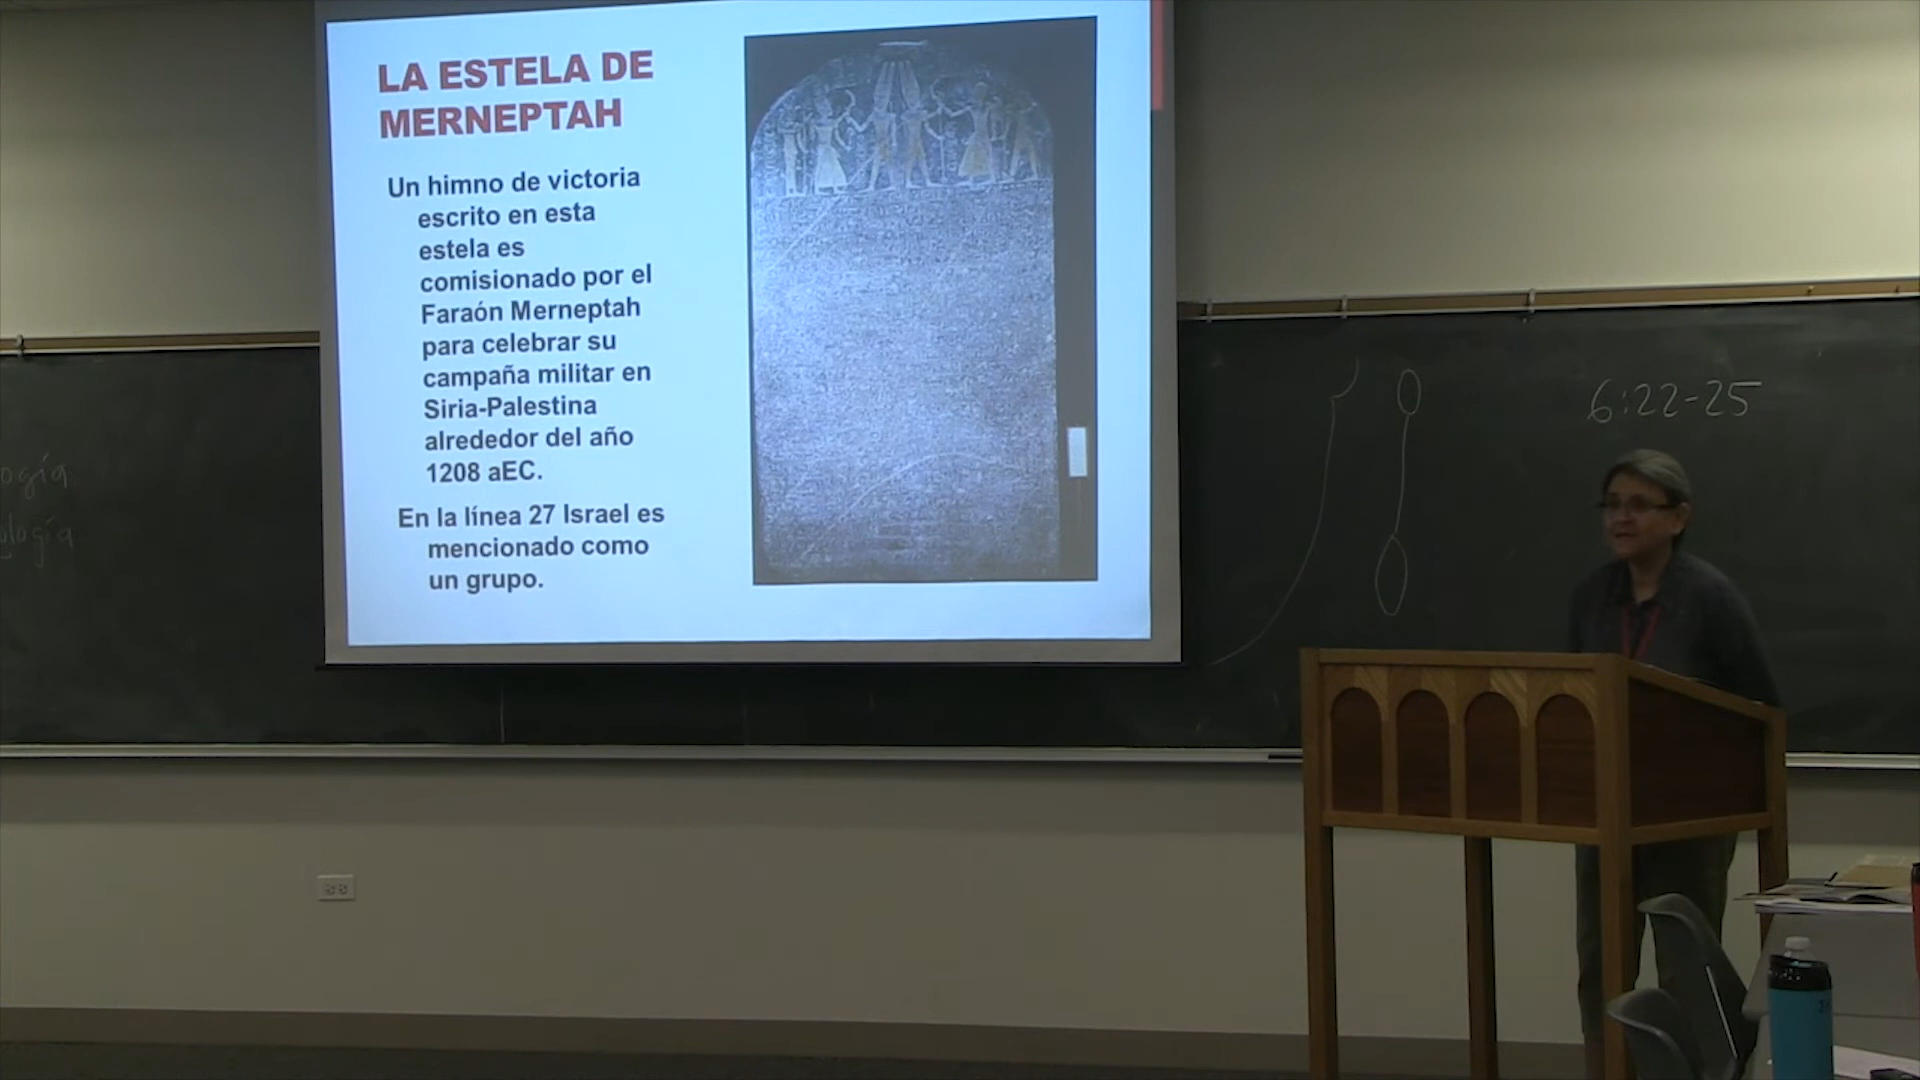 LA ESTELA DE
MERNEPTAH
Un himno de victoria
escrito en esta
estela es
comisionado por el
Faraón Merneptah
para celebrar su
campaña militar en
Siria-Palestina
alrededor del año
1208 aEC.
En la línea 27 Israel es
mencionado como
un grupo.
6:22-25